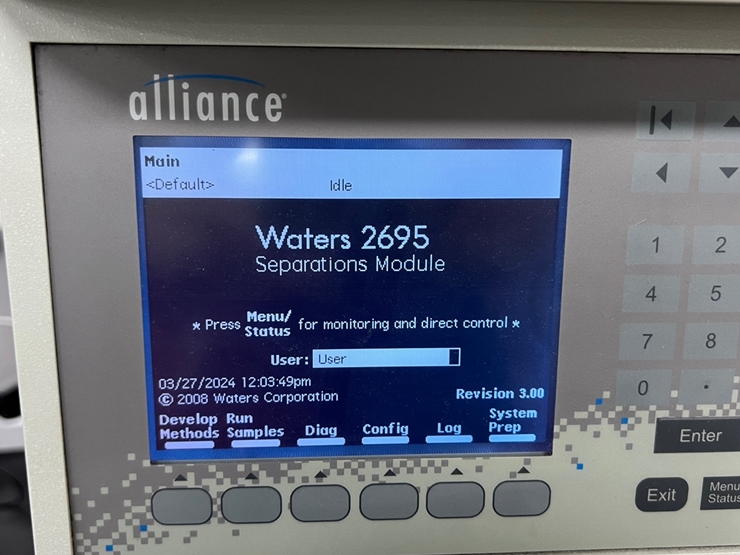 alliance®
Main
<Default> Idle
Waters 2695
Separations Module
* Press Menu/Status for monitoring and direct control *
User: User
03/27/2024 12:03:49pm
© 2008 Waters Corporation Revision 3.00
Develop Methods Run Samples Diag Config Log System Prep
1 2
4 5
7 8
0 .
Enter
Exit Menu Status